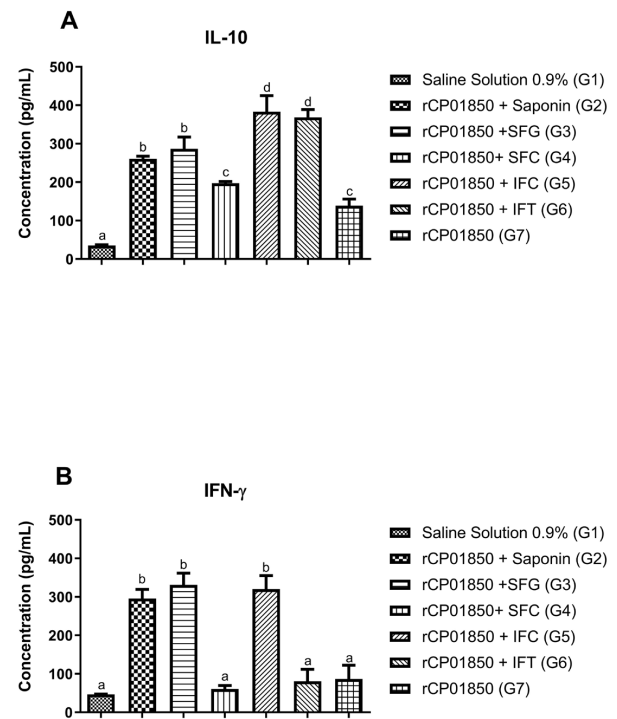 A
IL-10
Concentration (pg/mL)
500
400
300
200
100
0
a
b
b
c
d
d
c
Saline Solution 0.9% (G1)
rCP01850 + Saponin (G2)
rCP01850 +SFG (G3)
rCP01850+ SFC (G4)
rCP01850 + IFC (G5)
rCP01850 + IFT (G6)
rCP01850 (G7)
B
IFN-γ
Concentration (pg/mL)
500
400
300
200
100
0
a
b
b
a
b
a
a
Saline Solution 0.9% (G1)
rCP01850 + Saponin (G2)
rCP01850 +SFG (G3)
rCP01850+ SFC (G4)
rCP01850 + IFC (G5)
rCP01850 + IFT (G6)
rCP01850 (G7)